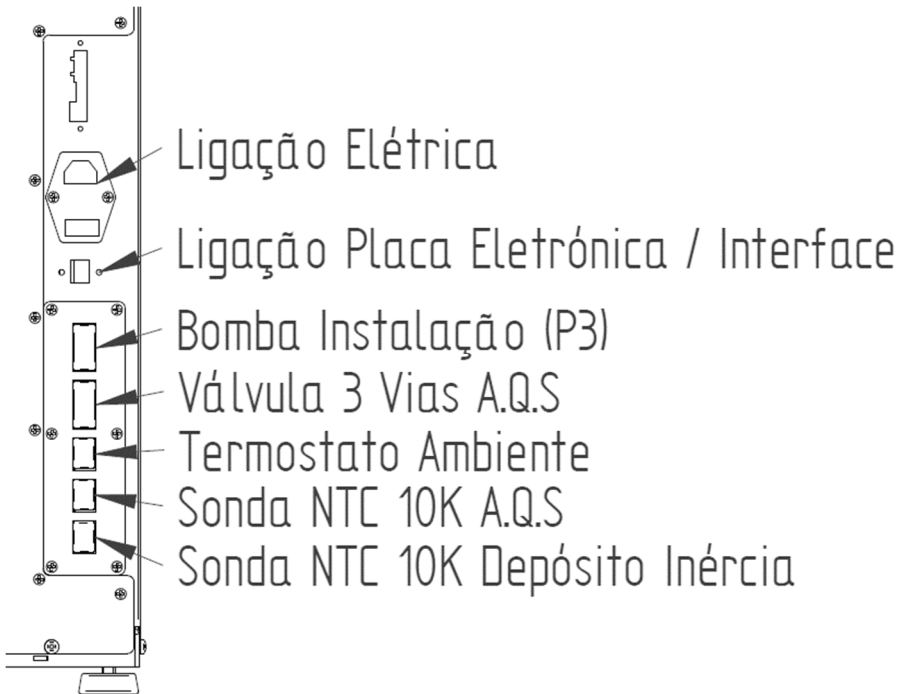 Ligação Elétrica
Ligação Placa Eletrónica / Interface
Bomba Instalação (P3)
Válvula 3 Vias A.Q.S
Termostato Ambiente
Sonda NTC 10K A.Q.S
Sonda NTC 10K Depósito Inércia